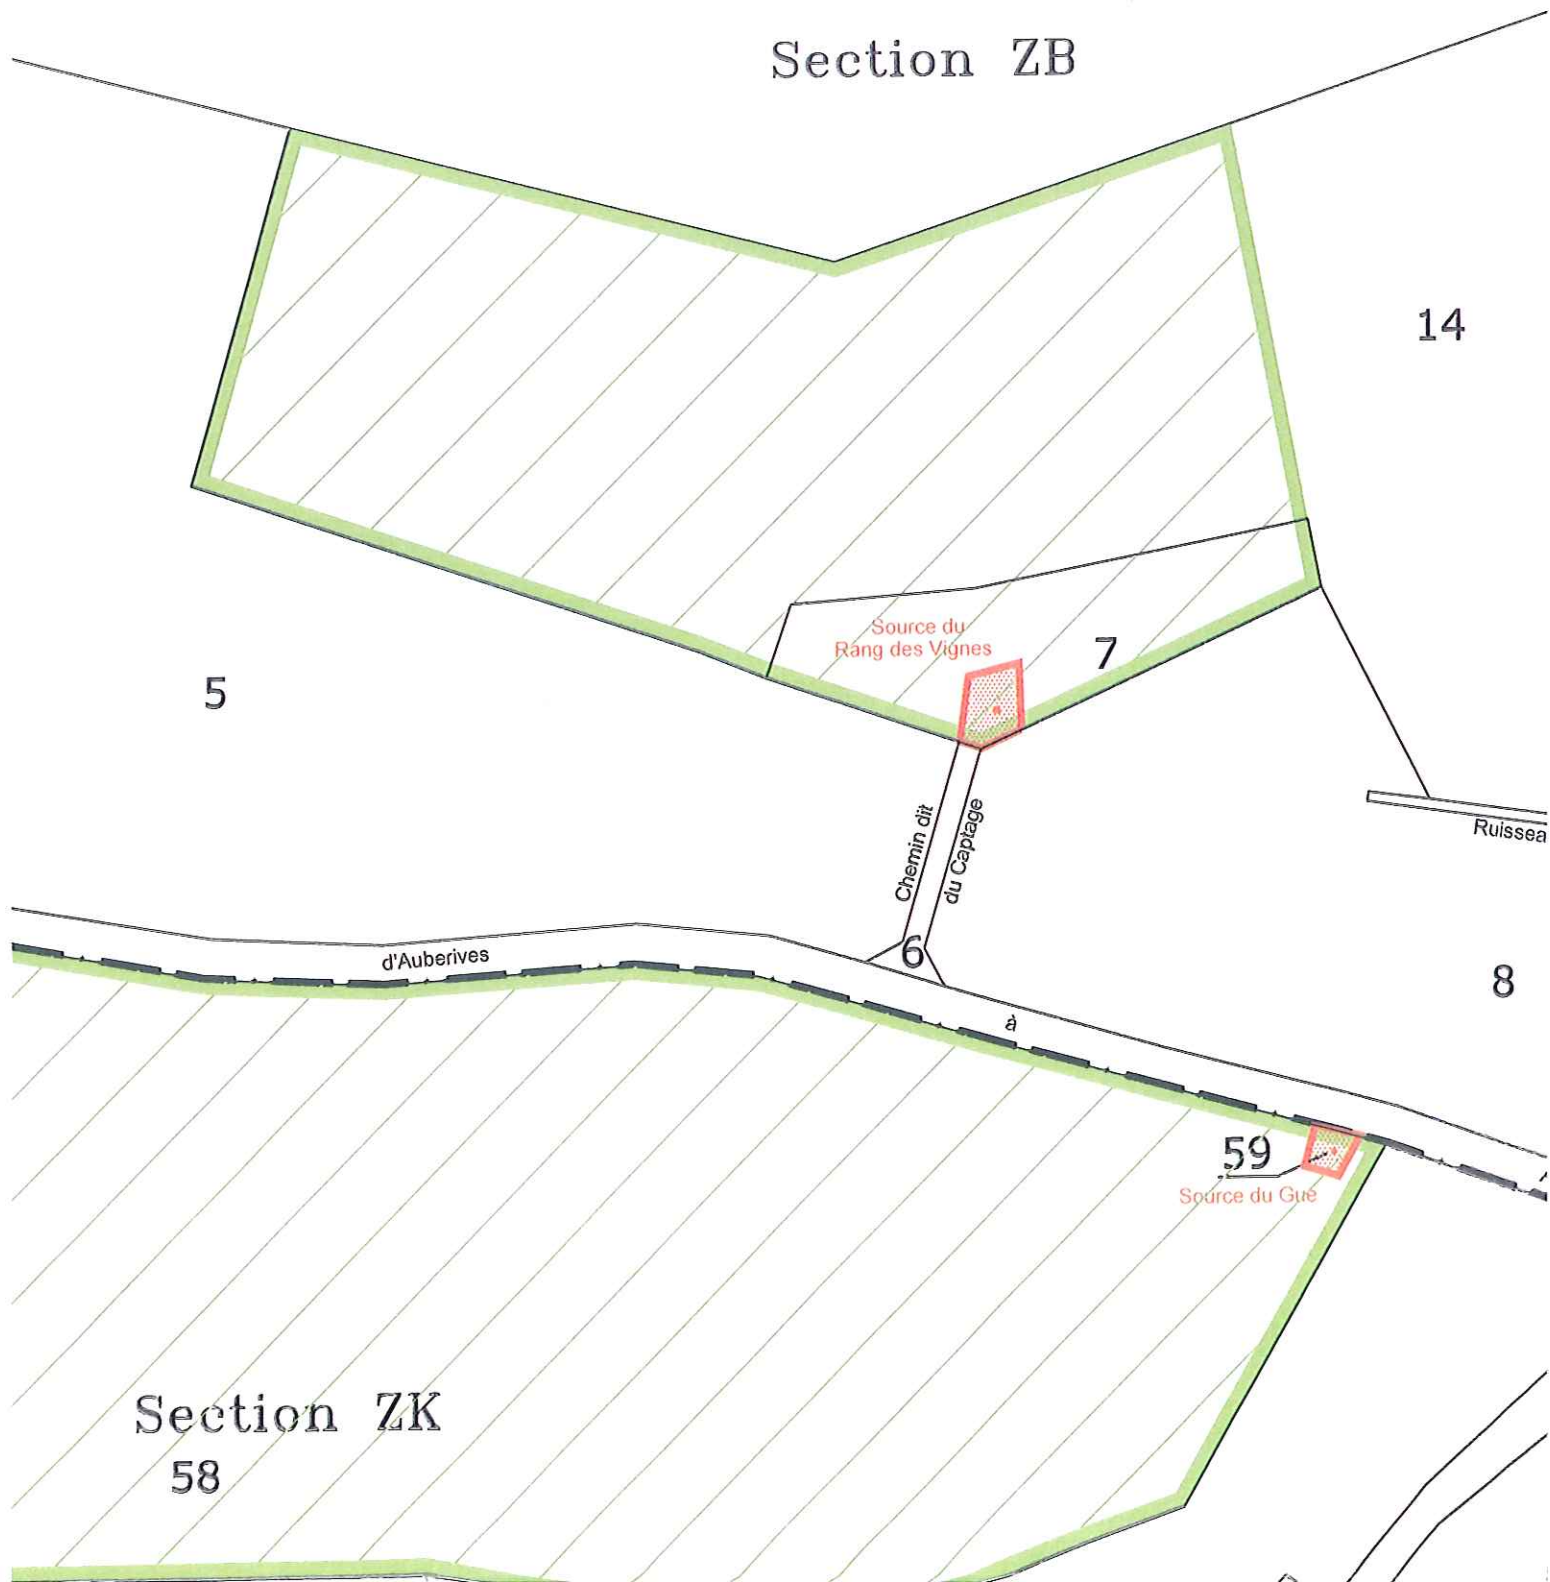 Section ZB
14
Source du
Rang des Vignes
7
5
Chemin dit
du Captage
Ruissea
d'Auberives
6
8
à
59
Source du Gué
Section ZK
58